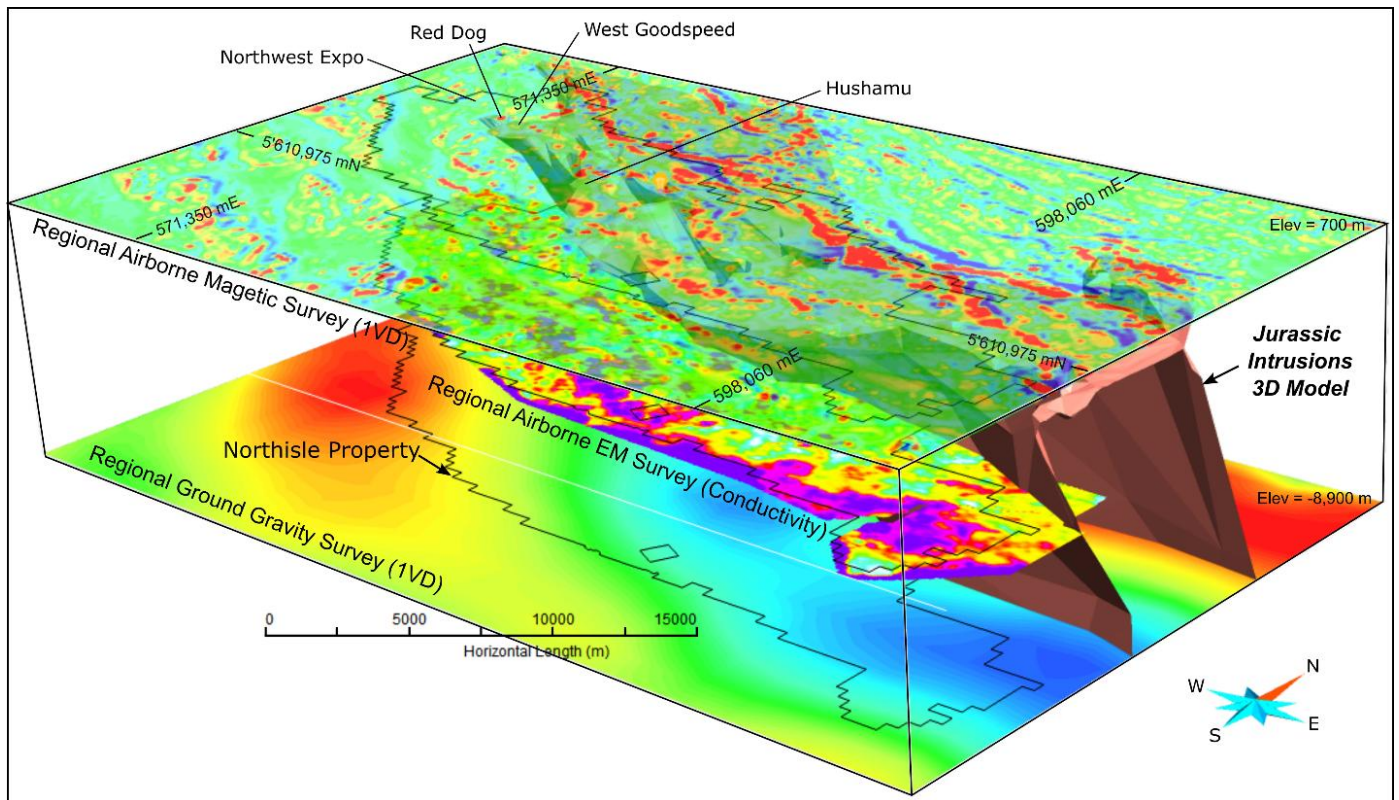 Red Dog
West Goodspeed
Northwest Expo
Hushamu
571,350 mE
5'610,975 mN
571,350 mE
598,060 mE
Elev = 700 m
Regional Airborne Magetic Survey (1VD)
5'610,975 mN
Jurassic
Intrusions
3D Model
598,060 mE
Regional Airborne EM Survey (Conductivity)
Northisle Property
Elev = -8,900 m
Regional Ground Gravity Survey (1VD)
0 5000 10000 15000
Horizontal Length (m)
N
W
E
S